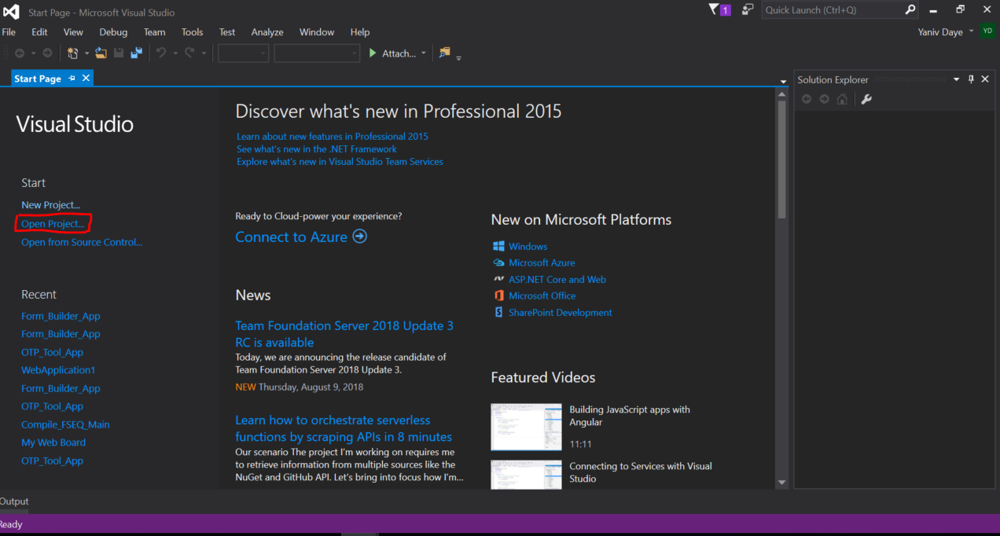 Start Page - Microsoft Visual Studio
1
Quick Launch (Ctrl+Q)
File Edit View Debug Team Tools Test Analyze Window Help
Yaniv Daye
YD
Attach...
Start Page
Solution Explorer
Visual Studio
Start
New Project...
Open Project...
Open from Source Control...
Recent
Form_Builder_App
Form_Builder_App
OTP_Tool_App
WebApplication1
Form_Builder_App
OTP_Tool_App
Compile_FSEQ_Main
My Web Board
OTP_Tool_App
Discover what's new in Professional 2015
Learn about new features in Professional 2015
See what's new in the .NET Framework
Explore what's new in Visual Studio Team Services
Ready to Cloud-power your experience?
Connect to Azure
News
Team Foundation Server 2018 Update 3
RC is available
Today, we are announcing the release candidate of
Team Foundation Server 2018 Update 3.
NEW Thursday, August 9, 2018
Learn how to orchestrate serverless
functions by scraping APIs in 8 minutes
Our scenario The project I'm working on requires me
to retrieve information from multiple sources like the
NuGet and GitHub API. Let's bring into focus how I'm...
New on Microsoft Platforms
Windows
Microsoft Azure
ASP.NET Core and Web
Microsoft Office
SharePoint Development
Featured Videos
Building JavaScript apps with
Angular
11:11
Connecting to Services with Visual
Studio
Output
Ready